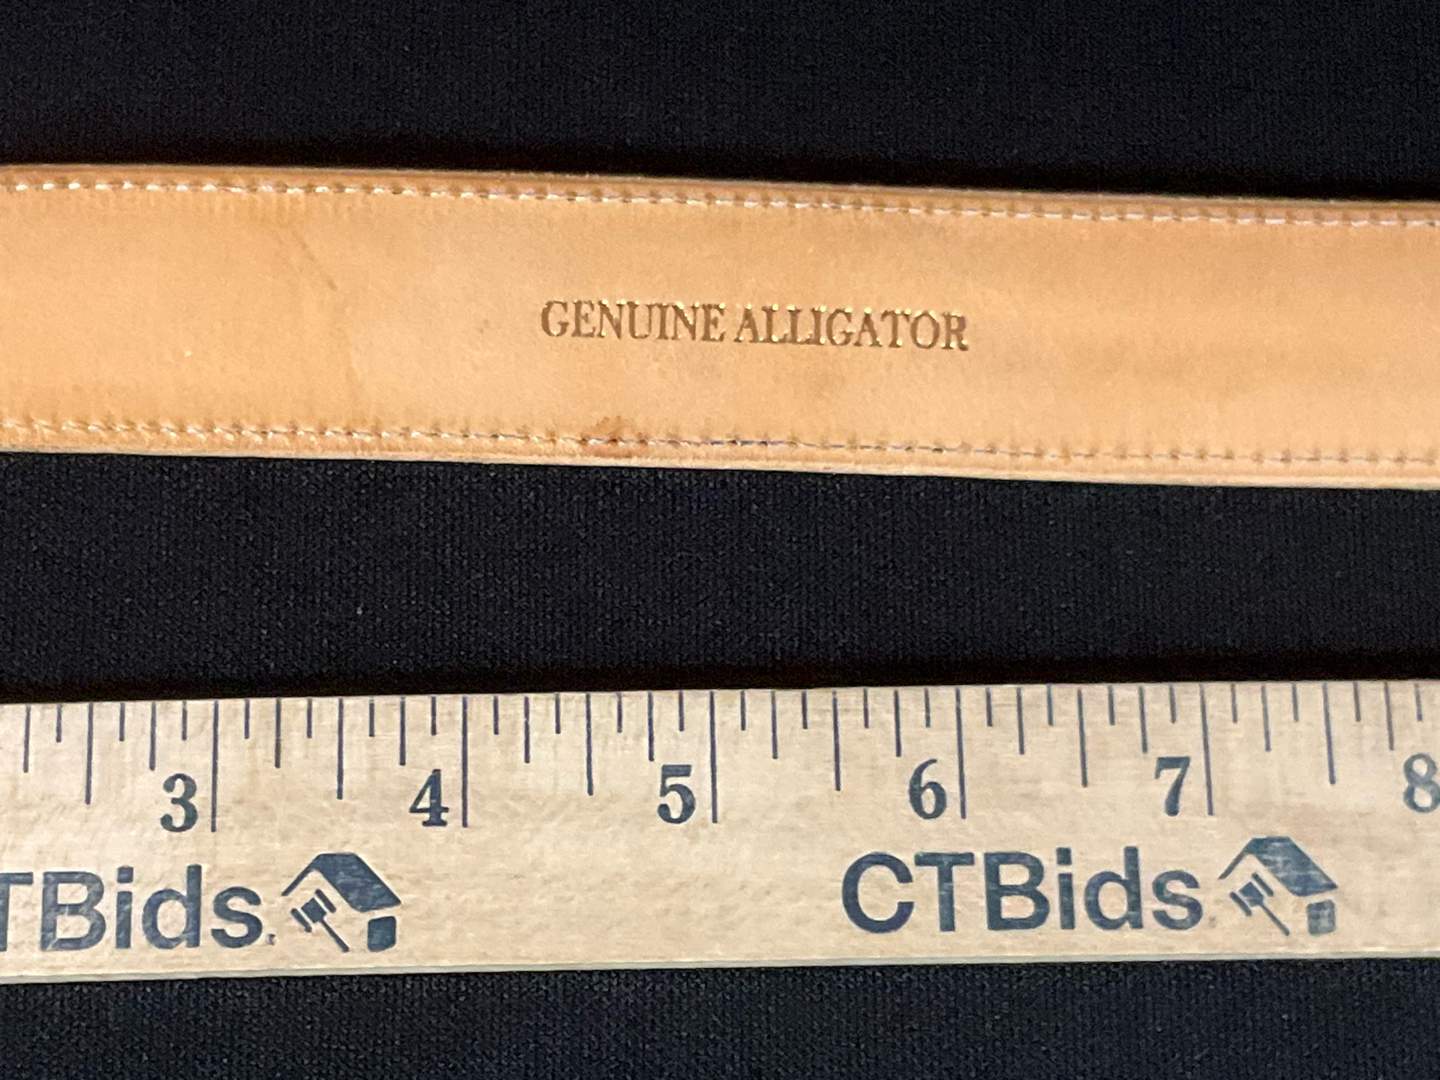 GENUINE ALLIGATOR
3 4 5 6 7 8
TBids CTBids